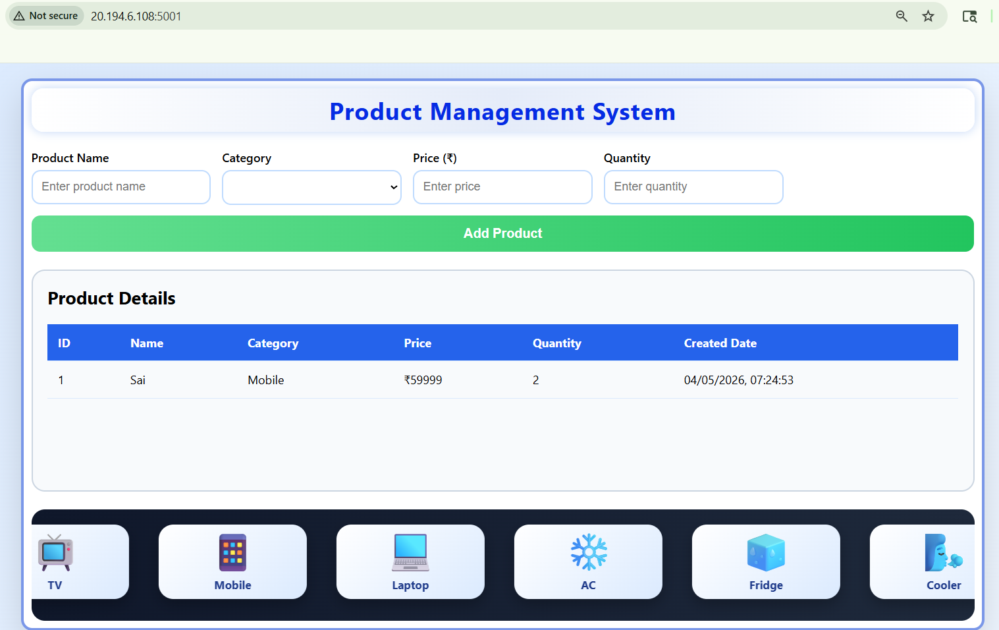 Not secure 20.194.6.108:5001
Product Management System
Product Name Category Price (₹) Quantity
Enter product name Enter price Enter quantity
Add Product
Product Details
ID Name Category Price Quantity Created Date
1 Sai Mobile ₹59999 2 04/05/2026, 07:24:53
TV Mobile Laptop AC Fridge Cooler